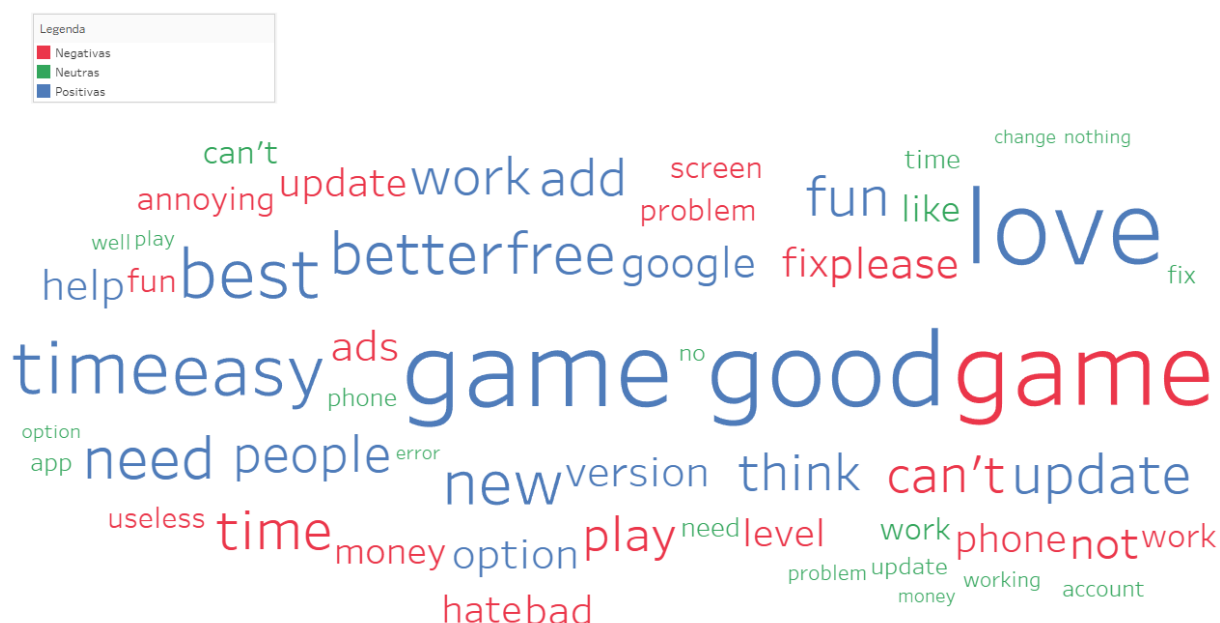 Legenda
Negativas
Neutras
Positivas
change nothing
can't
time
screen
update
work
add
annoying
fun
like
problem
love
well
play
better
free
google
fix
please
help
fun
best
fix
time
easy
ads
game
no
good
game
phone
option
app
need
people
error
new
version
think
can't
update
useless
time
money
option
play
need
level
work
phone
not
work
problem
update
working
account
money
hate
bad